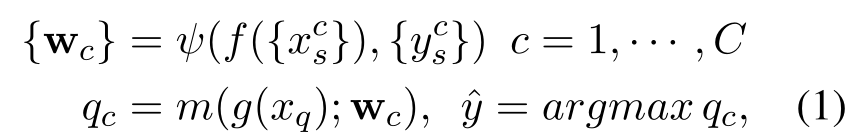 {w_c} = ψ(f({x_s^c}), {y_s^c}) c = 1, ⋯ , C
q_c = m(g(x_q); w_c), ŷ = argmax q_c, (1)